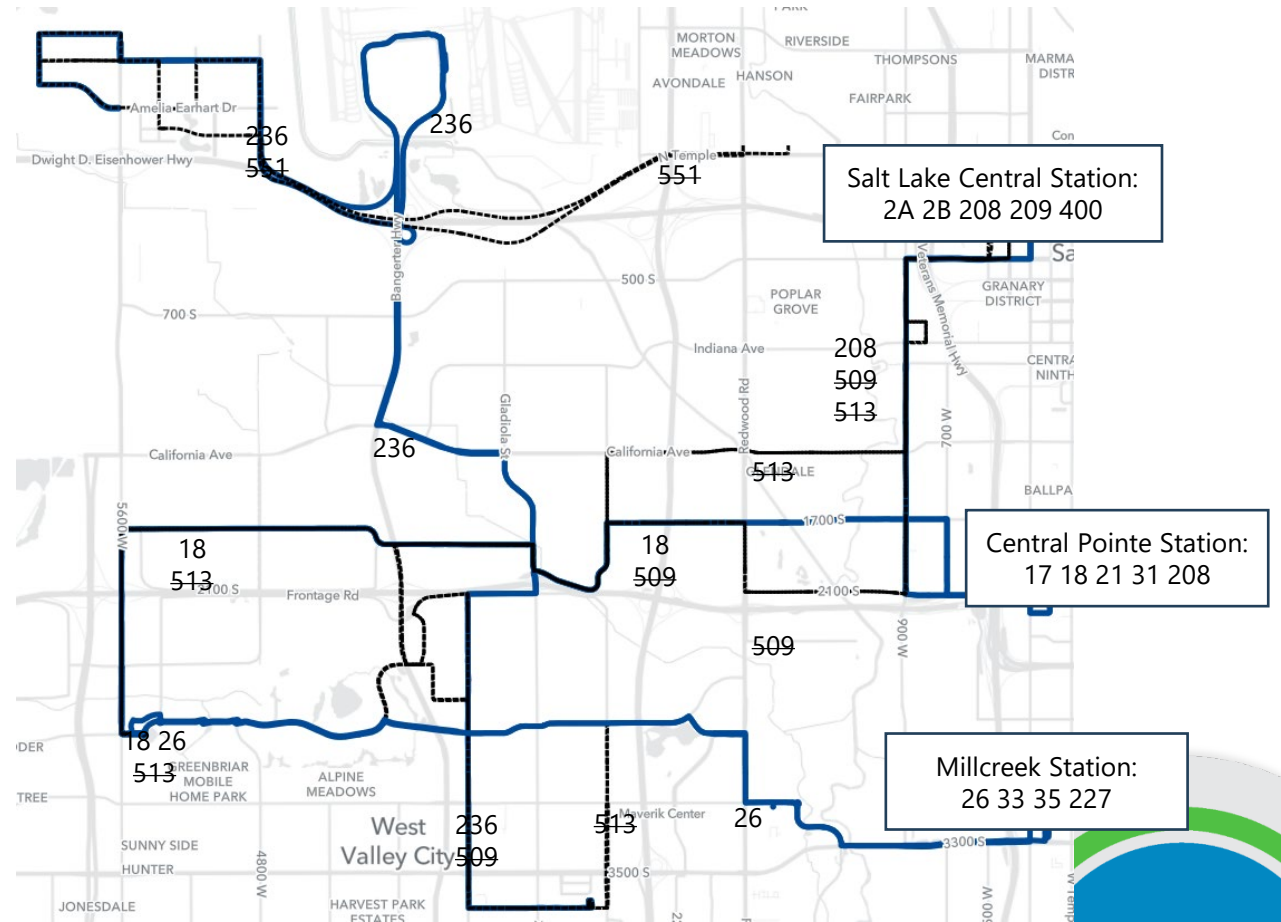 PARK
MORTON
MEADOWS
RIVERSIDE
THOMPSONS
MARMA
DISTR
AVONDALE
HANSON
FAIRPARK
Amelia Earhart Dr
236
236
551
Con
Dwight D. Eisenhower Hwy
N Temple
551
Salt Lake Central Station:
2A 2B 208 209 400
Bangerter Hwy
Veterans Memorial Hwy
Sa
500 S
GRANARY
DISTRICT
POPLAR
GROVE
700 S
Indiana Ave
208
509
513
CENTRA
NINTH
Gladiola St
Redwood Rd
700 W
236
California Ave
California Ave
GLENDALE
513
BALLPA
5600 W
1700 S
18
513
18
509
Central Pointe Station:
17 18 21 31 208
2100 S
Frontage Rd
2100 S
900 W
509
18 26
513
DER
GREENBRIAR
MOBILE
HOME PARK
ALPINE
MEADOWS
TREE
Millcreek Station:
26 33 35 227
West
Valley City
236
509
513
Maverik Center
26
SUNNY SIDE
HUNTER
4800 W
3300 S
3500 S
JONESDALE
HARVEST PARK
ESTATES
500 W
W Temp